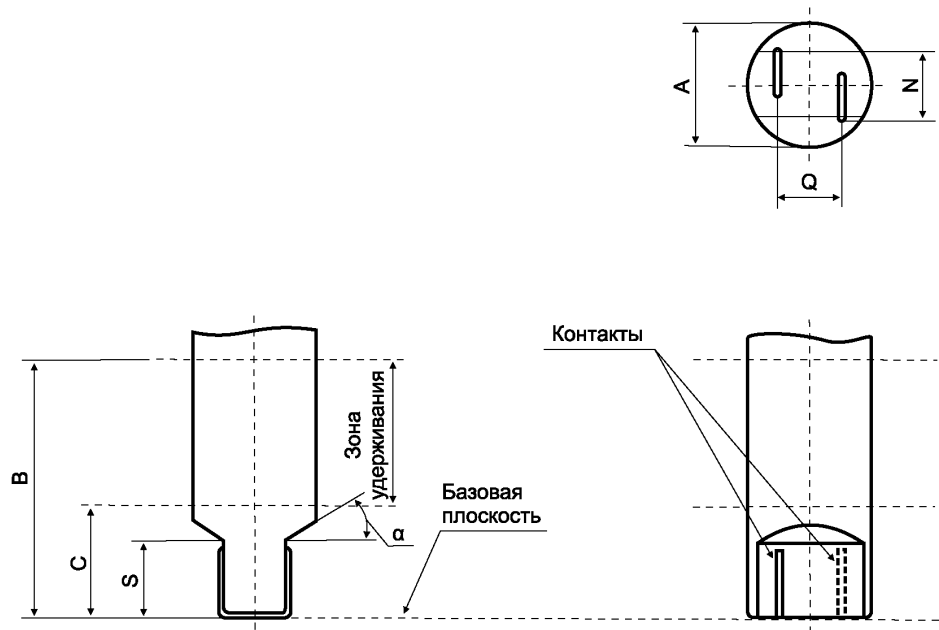 A
N
Q
Контакты
Зона
удерживания
B
Базовая
плоскость
α
C
S